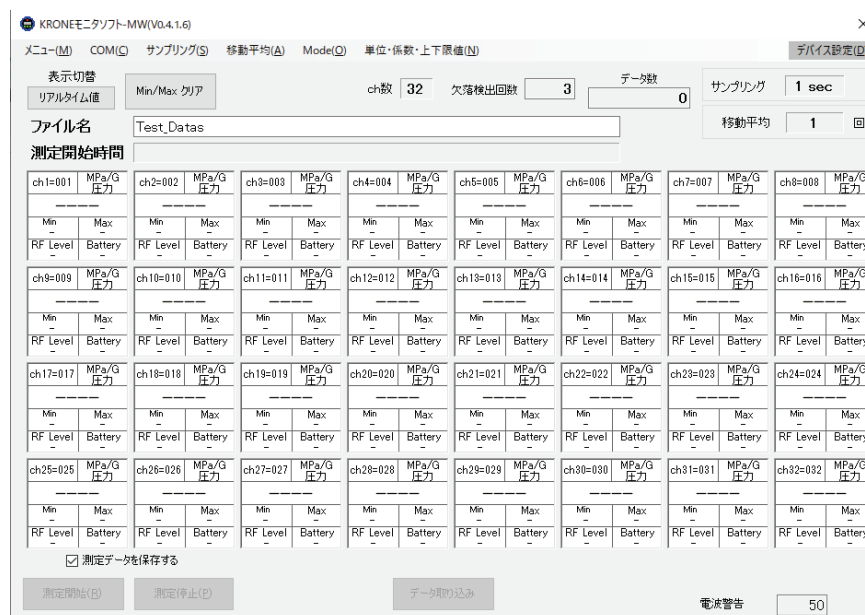 KRONEモニタソフト-MW(V0.4.1.6)
メニュー(M) COM(C) サンプリング(S) 移動平均(A) Mode(O) 単位・係数・上下限値(N) デバイス設定(D
表示切替
リアルタイム値 Min/Max クリア ch数 32 欠落検出回数 3 データ数 0 サンプリング 1 sec
移動平均 1 回
ファイル名 Test_Datas
測定開始時間
ch1=001 MPa/G 圧力 ch2=002 MPa/G 圧力 ch3=003 MPa/G 圧力 ch4=004 MPa/G 圧力 ch5=005 MPa/G 圧力 ch6=006 MPa/G 圧力 ch7=007 MPa/G 圧力 ch8=008 MPa/G 圧力
---- ---- ---- ---- ---- ---- ---- ----
Min Max Min Max Min Max Min Max Min Max Min Max Min Max Min Max
- - - - - - - - - - - - - - - -
RF Level Battery RF Level Battery RF Level Battery RF Level Battery RF Level Battery RF Level Battery RF Level Battery RF Level Battery
- - - - - - - - - - - - - - - -
ch9=009 MPa/G 圧力 ch10=010 MPa/G 圧力 ch11=011 MPa/G 圧力 ch12=012 MPa/G 圧力 ch13=013 MPa/G 圧力 ch14=014 MPa/G 圧力 ch15=015 MPa/G 圧力 ch16=016 MPa/G 圧力
---- ---- ---- ---- ---- ---- ---- ----
Min Max Min Max Min Max Min Max Min Max Min Max Min Max Min Max
- - - - - - - - - - - - - - - -
RF Level Battery RF Level Battery RF Level Battery RF Level Battery RF Level Battery RF Level Battery RF Level Battery RF Level Battery
- - - - - - - - - - - - - - - -
ch17=017 MPa/G 圧力 ch18=018 MPa/G 圧力 ch19=019 MPa/G 圧力 ch20=020 MPa/G 圧力 ch21=021 MPa/G 圧力 ch22=022 MPa/G 圧力 ch23=023 MPa/G 圧力 ch24=024 MPa/G 圧力
---- ---- ---- ---- ---- ---- ---- ----
Min Max Min Max Min Max Min Max Min Max Min Max Min Max Min Max
- - - - - - - - - - - - - - - -
RF Level Battery RF Level Battery RF Level Battery RF Level Battery RF Level Battery RF Level Battery RF Level Battery RF Level Battery
- - - - - - - - - - - - - - - -
ch25=025 MPa/G 圧力 ch26=026 MPa/G 圧力 ch27=027 MPa/G 圧力 ch28=028 MPa/G 圧力 ch29=029 MPa/G 圧力 ch30=030 MPa/G 圧力 ch31=031 MPa/G 圧力 ch32=032 MPa/G 圧力
---- ---- ---- ---- ---- ---- ---- ----
Min Max Min Max Min Max Min Max Min Max Min Max Min Max Min Max
- - - - - - - - - - - - - - - -
RF Level Battery RF Level Battery RF Level Battery RF Level Battery RF Level Battery RF Level Battery RF Level Battery RF Level Battery
- - - - - - - - - - - - - - - -
測定データを保存する
測定開始(R) 測定停止(P) データ取り込み
電波警告 50